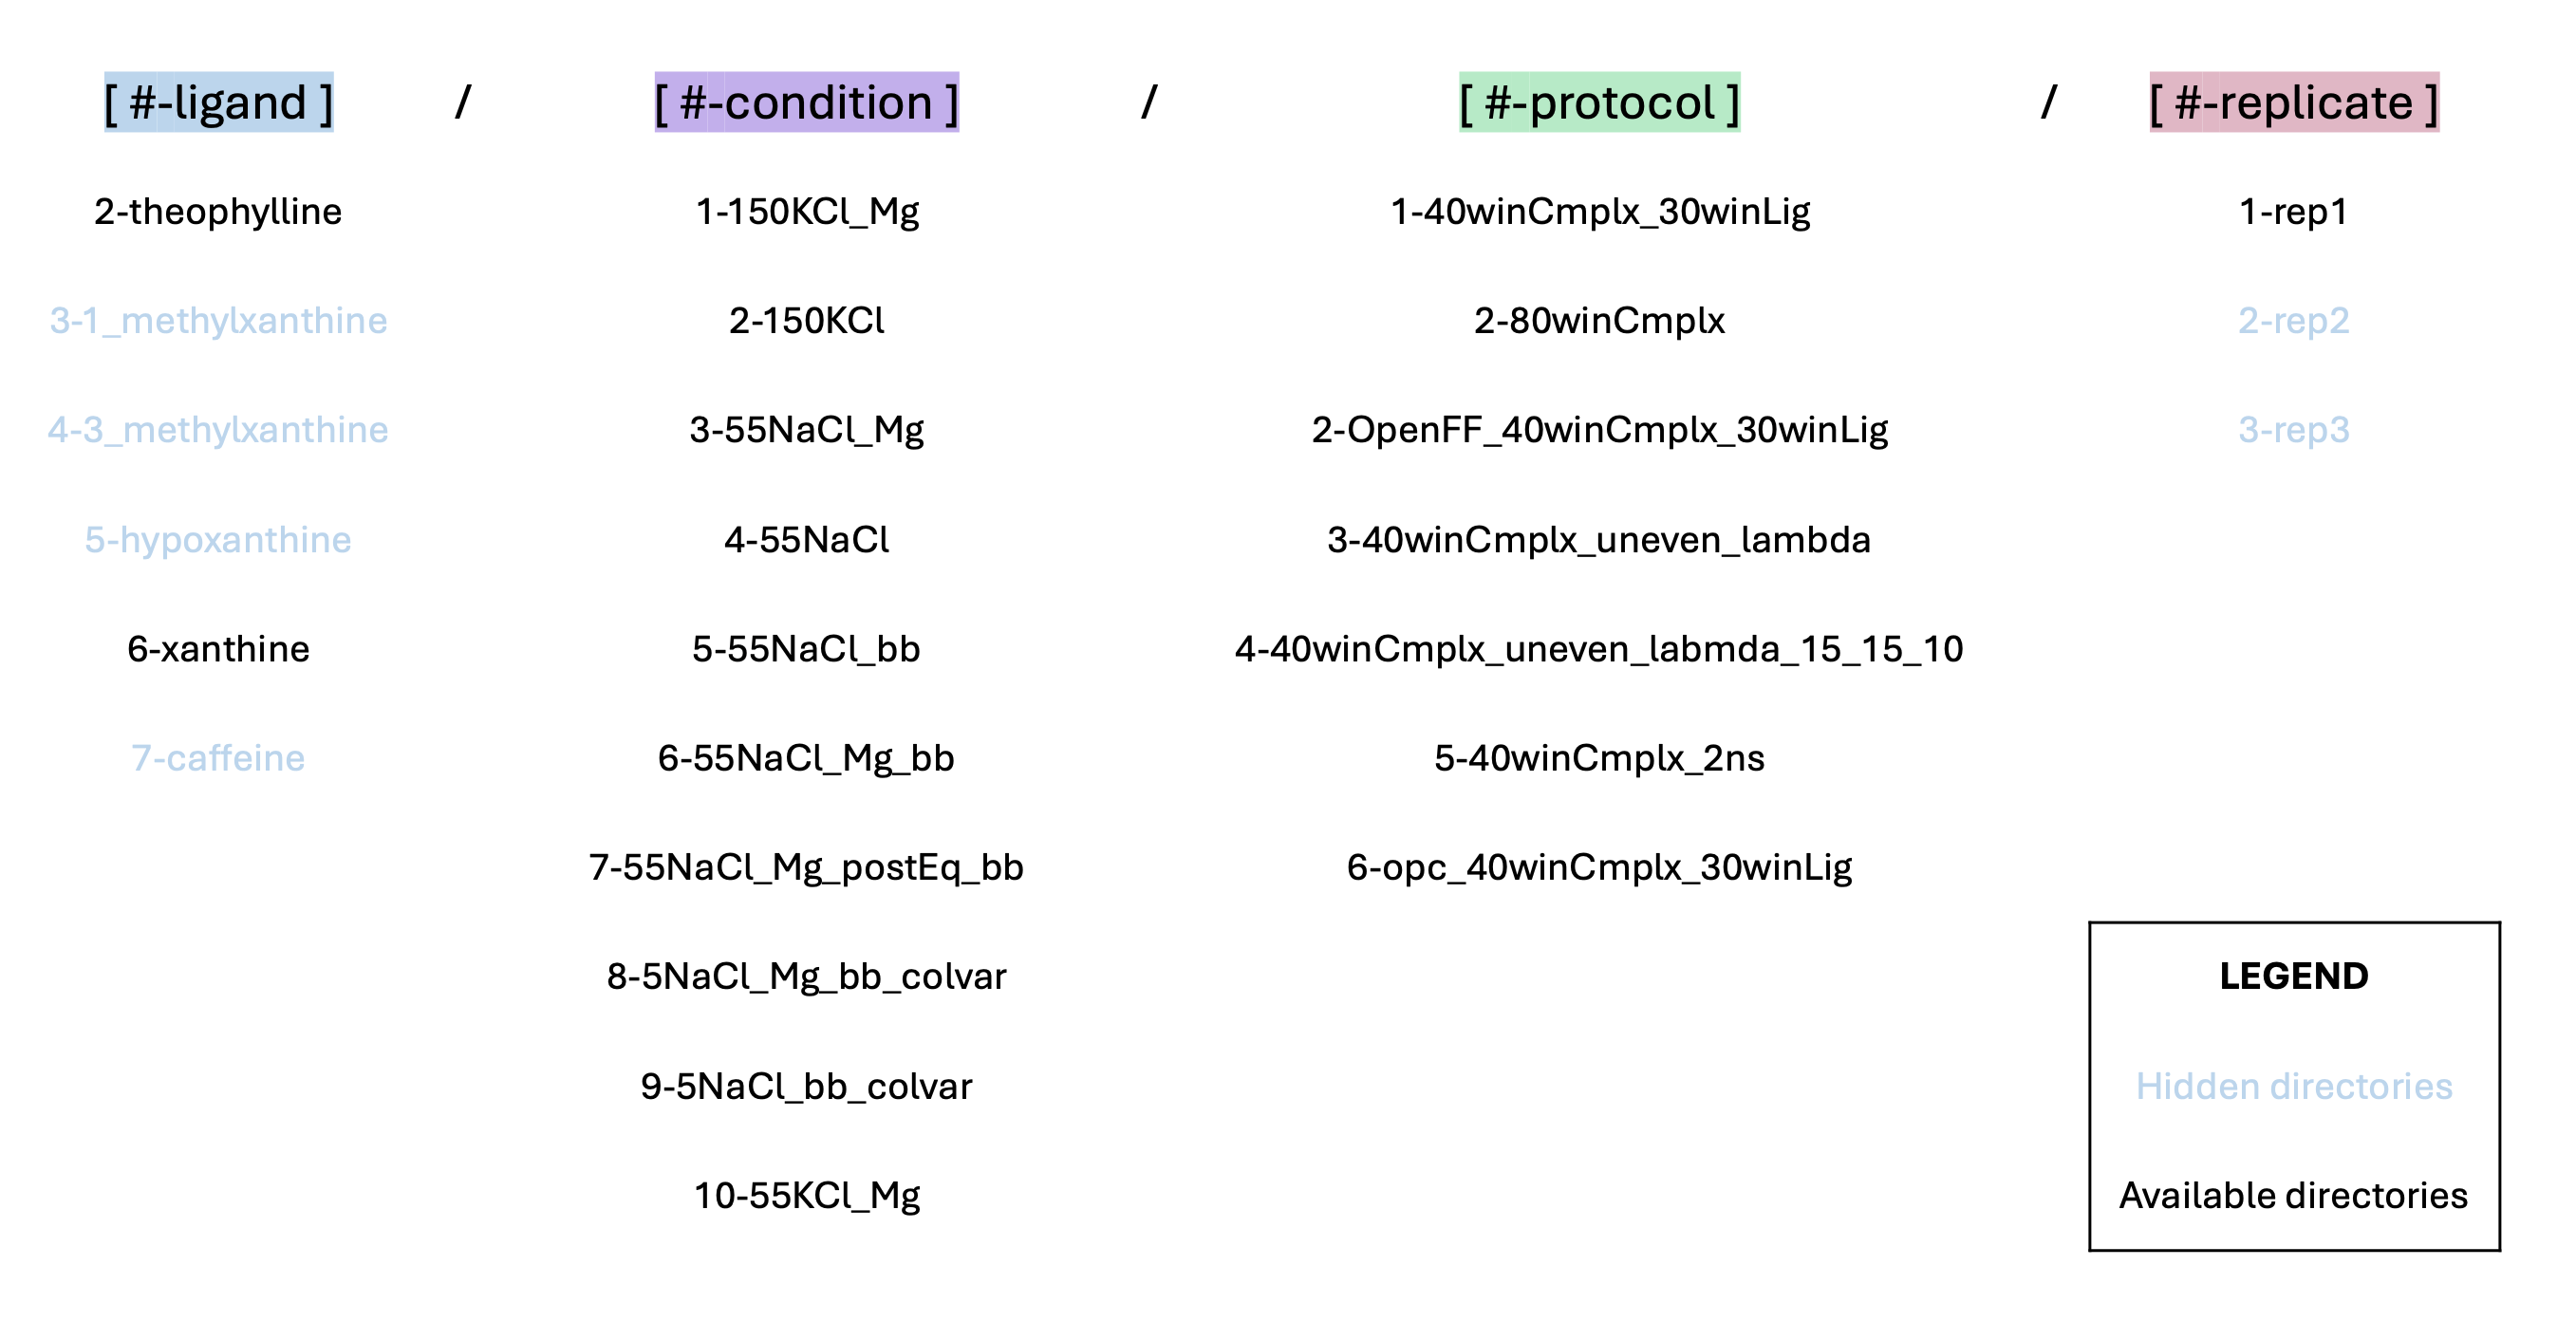 [ #-ligand ] / [ #-condition ] / [ #-protocol ] / [ #-replicate ]
2-theophylline 1-150KCl_Mg 1-40winCmplx_30winLig 1-rep1
3-1_methylxanthine 2-150KCl 2-80winCmplx 2-rep2
4-3_methylxanthine 3-55NaCl_Mg 2-OpenFF_40winCmplx_30winLig 3-rep3
5-hypoxanthine 4-55NaCl 3-40winCmplx_uneven_lambda
6-xanthine 5-55NaCl_bb 4-40winCmplx_uneven_labmda_15_15_10
7-caffeine 6-55NaCl_Mg_bb 5-40winCmplx_2ns
7-55NaCl_Mg_postEq_bb 6-opc_40winCmplx_30winLig
8-5NaCl_Mg_bb_colvar LEGEND
9-5NaCl_bb_colvar Hidden directories
10-55KCl_Mg Available directories